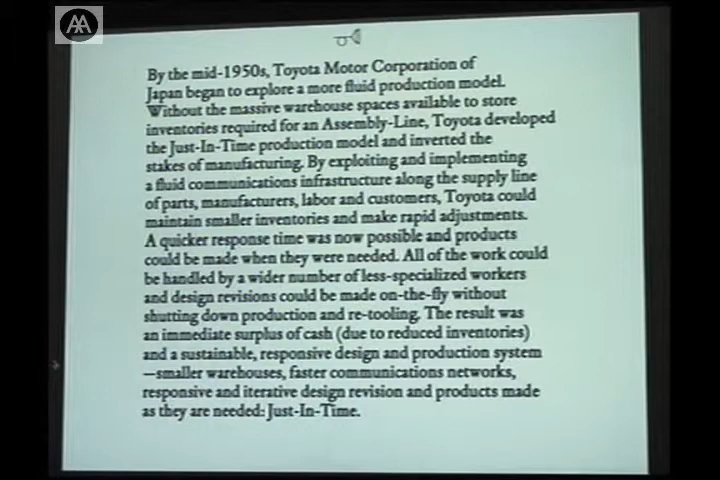 AA
By the mid-1950s, Toyota Motor Corporation of
Japan began to explore a more fluid production model.
Without the massive warehouse spaces available to store
inventories required for an Assembly-Line, Toyota developed
the Just-In-Time production model and inverted the
stakes of manufacturing. By exploiting and implementing
a fluid communications infrastructure along the supply line
of parts, manufacturers, labor and customers, Toyota could
maintain smaller inventories and make rapid adjustments.
A quicker response time was now possible and products
could be made when they were needed. All of the work could
be handled by a wider number of less-specialized workers
and design revisions could be made on-the-fly without
shutting down production and re-tooling. The result was
an immediate surplus of cash (due to reduced inventories)
and a sustainable, responsive design and production system
—smaller warehouses, faster communications networks,
responsive and iterative design revision and products made
as they are needed: Just-In-Time.